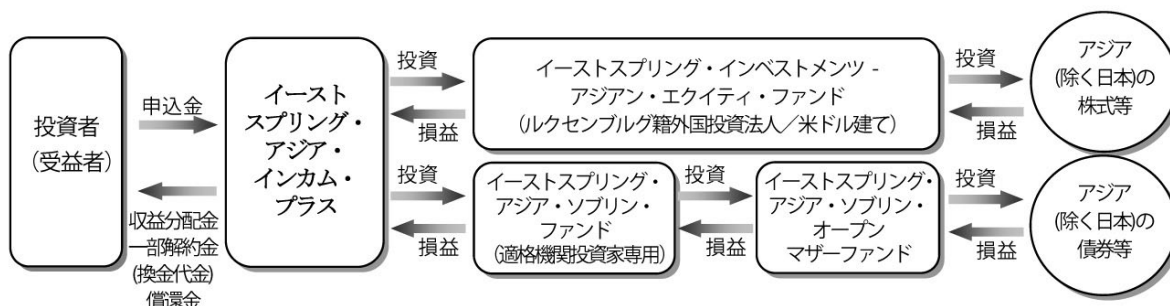 投資者
（受益者）
申込金
収益分配金
一部解約金
(換金代金)
償還金
イースト
スプリング・
アジア・
インカム・
プラス
投資
損益
イーストスプリング・インベストメンツ -
アジアン・エクイティ・ファンド
（ルクセンブルグ籍外国投資法人／米ドル建て）
投資
損益
アジア
(除く日本)の
株式等
投資
損益
イーストスプリング・
アジア・ソブリン・
ファンド
（適格機関投資家専用）
投資
損益
イーストスプリング・
アジア・ソブリン・
オープン
マザーファンド
投資
損益
アジア
(除く日本)の
債券等